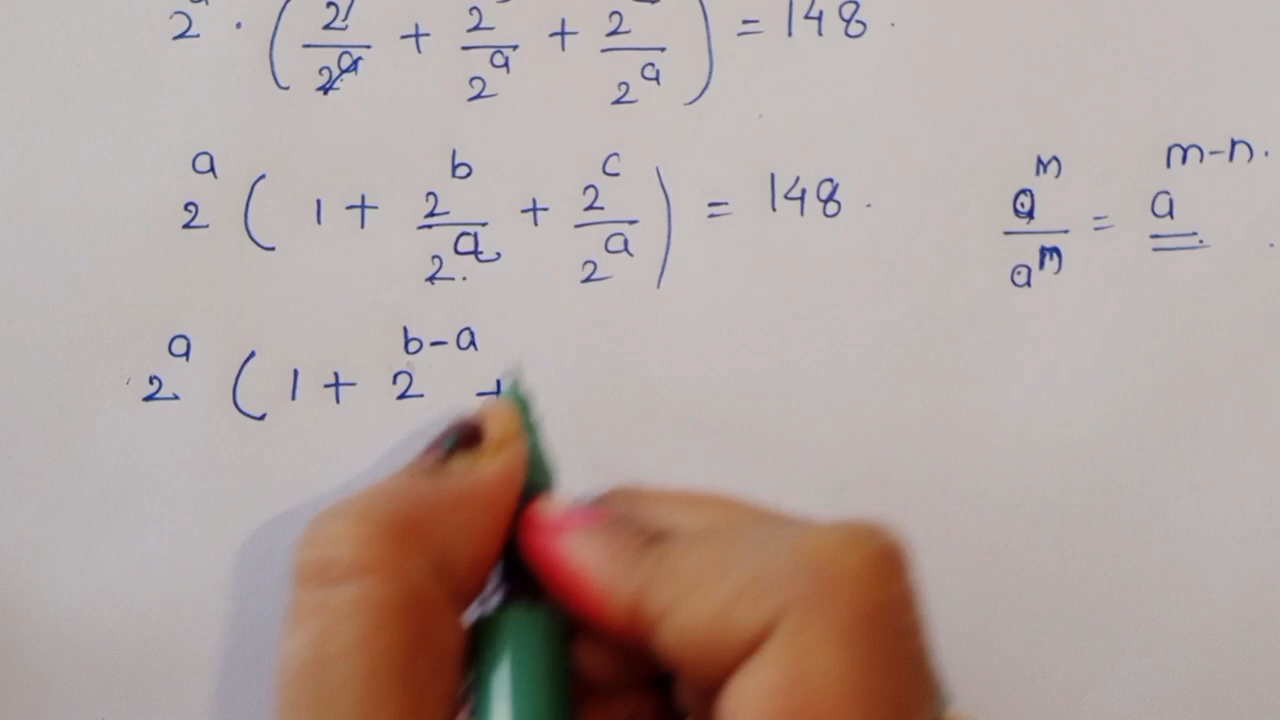 2^a · (2^a/2^a + 2/2^a + 2/2^a) = 148.
2^a (1 + 2^b/2^a + 2^c/2^a) = 148.
a^m/a^m = a^(m-n).
2^a (1 + 2^(b-a) +